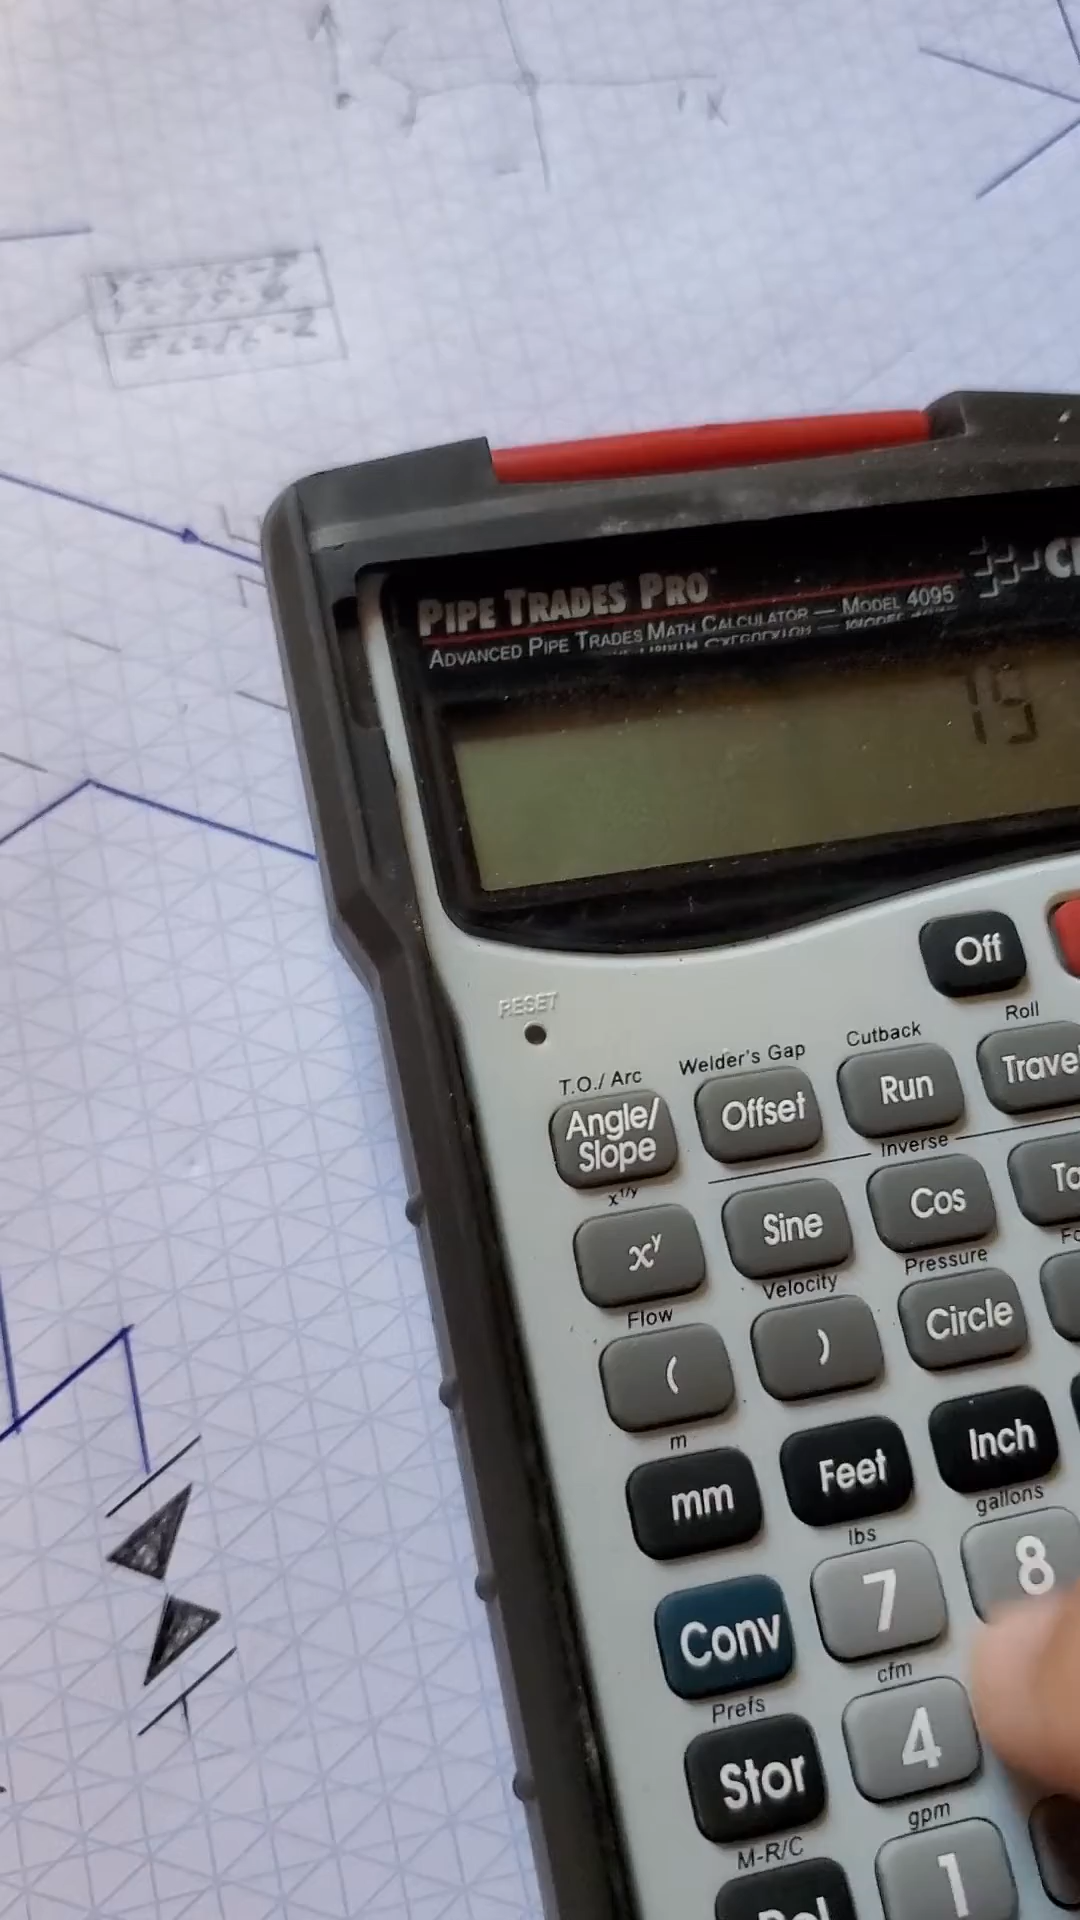 X
PIPE TRADES PRO™
ADVANCED PIPE TRADES MATH CALCULATOR — MODEL 4095
75
Off
RESET
Roll
Cutback
Welder's Gap
T.O./ Arc
Angle/
Slope
Offset
Run
Inverse
x¹/ʸ
xʸ
Sine
Cos
Pressure
Velocity
Flow
(
)
Circle
m
mm
Feet
Inch
gallons
lbs
Conv
7
8
cfm
Prefs
Stor
4
gpm
M-R/C
1